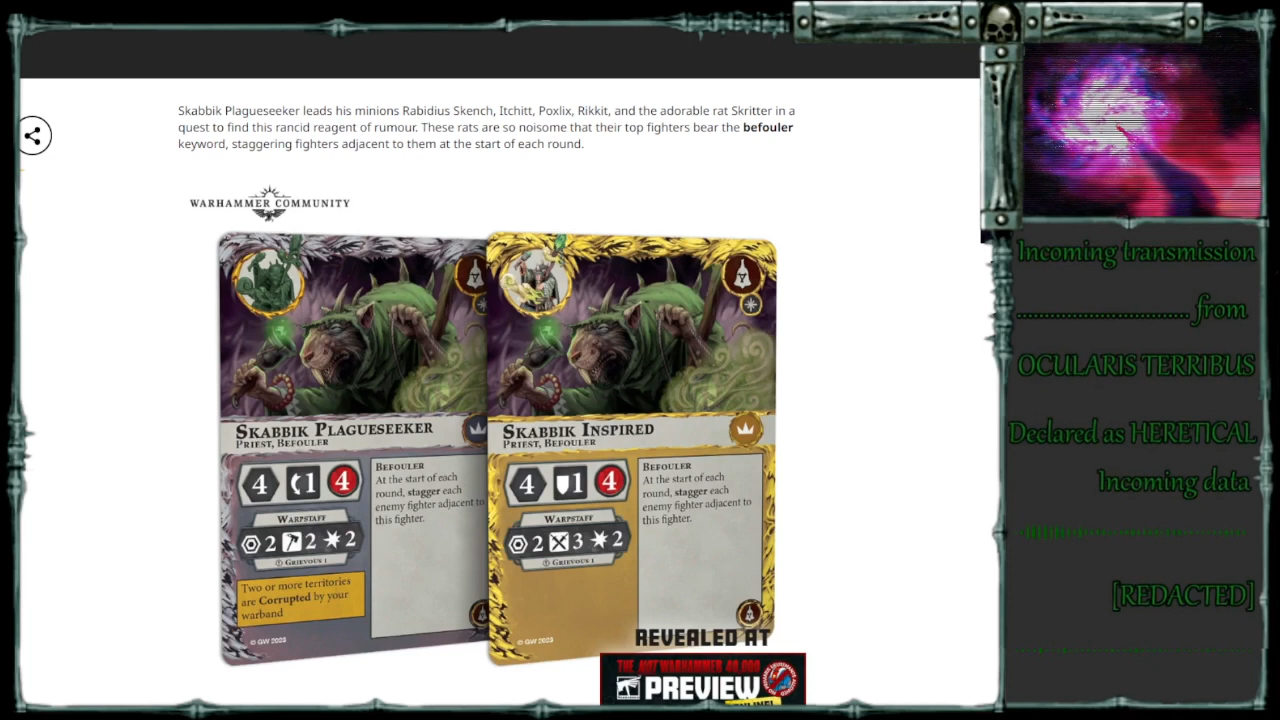 Skabbik Plagueseeker leads his minions Rabidius Skench, Itchitt, Poxlix, Rikkit, and the adorable rat Skritter in a
quest to find this rancid reagent of rumour. These rats are so noisome that their top fighters bear the befouler
keyword, staggering fighters adjacent to them at the start of each round.
WARHAMMER COMMUNITY
SKABBIK PLAGUESEEKER
PRIEST, BEFOULER
4 1 4
WARPSTAFF
2 2 2
GRIEVOUS 1
Two or more territories
are Corrupted by your
warband
BEFOULER
At the start of each
round, stagger each
enemy fighter adjacent to
this fighter.
© GW 2023
SKABBIK INSPIRED
PRIEST, BEFOULER
4 1 4
WARPSTAFF
2 3 2
GRIEVOUS 1
BEFOULER
At the start of each
round, stagger each
enemy fighter adjacent to
this fighter.
© GW 2023
REVEALED AT
THE NOT WARHAMMER 40,000
PREVIEW
ONLINE!
Incoming transmission
............................... from
OCULARIS TERRIBUS
Declared as HERETICAL
Incoming data
[REDACTED]